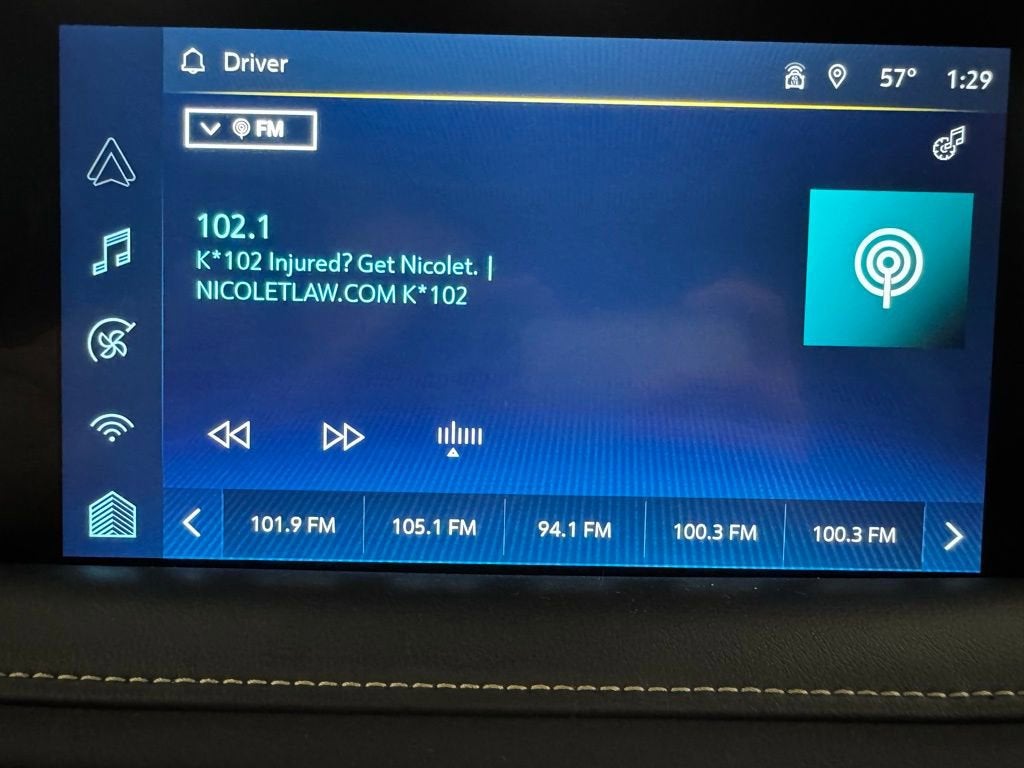 Driver
57° 1:29
FM
102.1
K*102 Injured? Get Nicolet. |
NICOLETLAW.COM K*102
101.9 FM 105.1 FM 94.1 FM 100.3 FM 100.3 FM